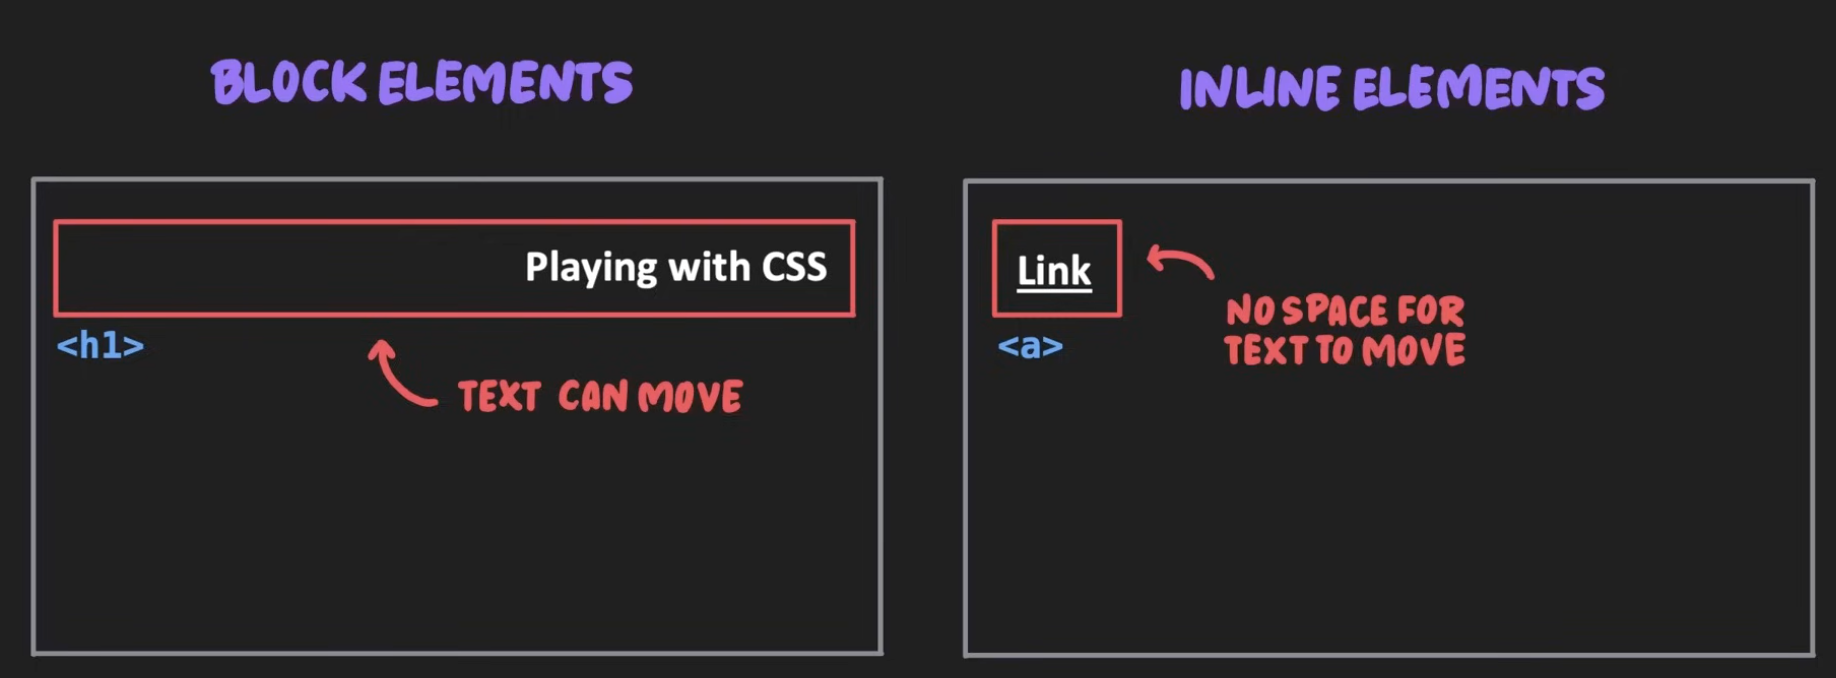 BLOCK ELEMENTS
Playing with CSS
<h1>
TEXT CAN MOVE
INLINE ELEMENTS
Link
<a>
NO SPACE FOR
TEXT TO MOVE